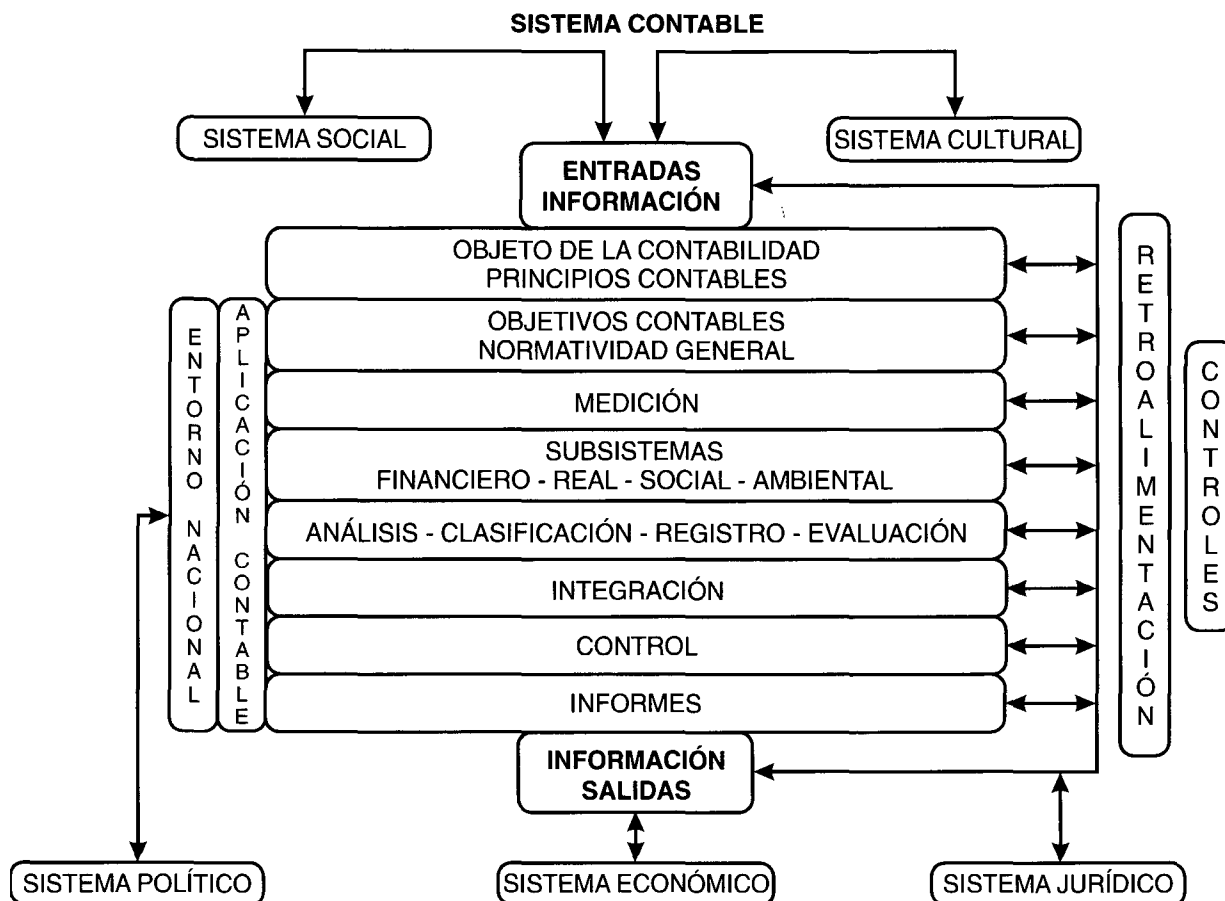 SISTEMA CONTABLE
SISTEMA SOCIAL
SISTEMA CULTURAL
ENTRADAS
INFORMACIÓN
OBJETO DE LA CONTABILIDAD
PRINCIPIOS CONTABLES
OBJETIVOS CONTABLES
NORMATIVIDAD GENERAL
MEDICIÓN
SUBSISTEMAS
FINANCIERO - REAL - SOCIAL - AMBIENTAL
ANÁLISIS - CLASIFICACIÓN - REGISTRO - EVALUACIÓN
INTEGRACIÓN
CONTROL
INFORMES
INFORMACIÓN
SALIDAS
ENTORNO NACIONAL
APLICACIÓN CONTABLE
RETROALIMENTACIÓN
CONTROLES
SISTEMA POLÍTICO
SISTEMA ECONÓMICO
SISTEMA JURÍDICO